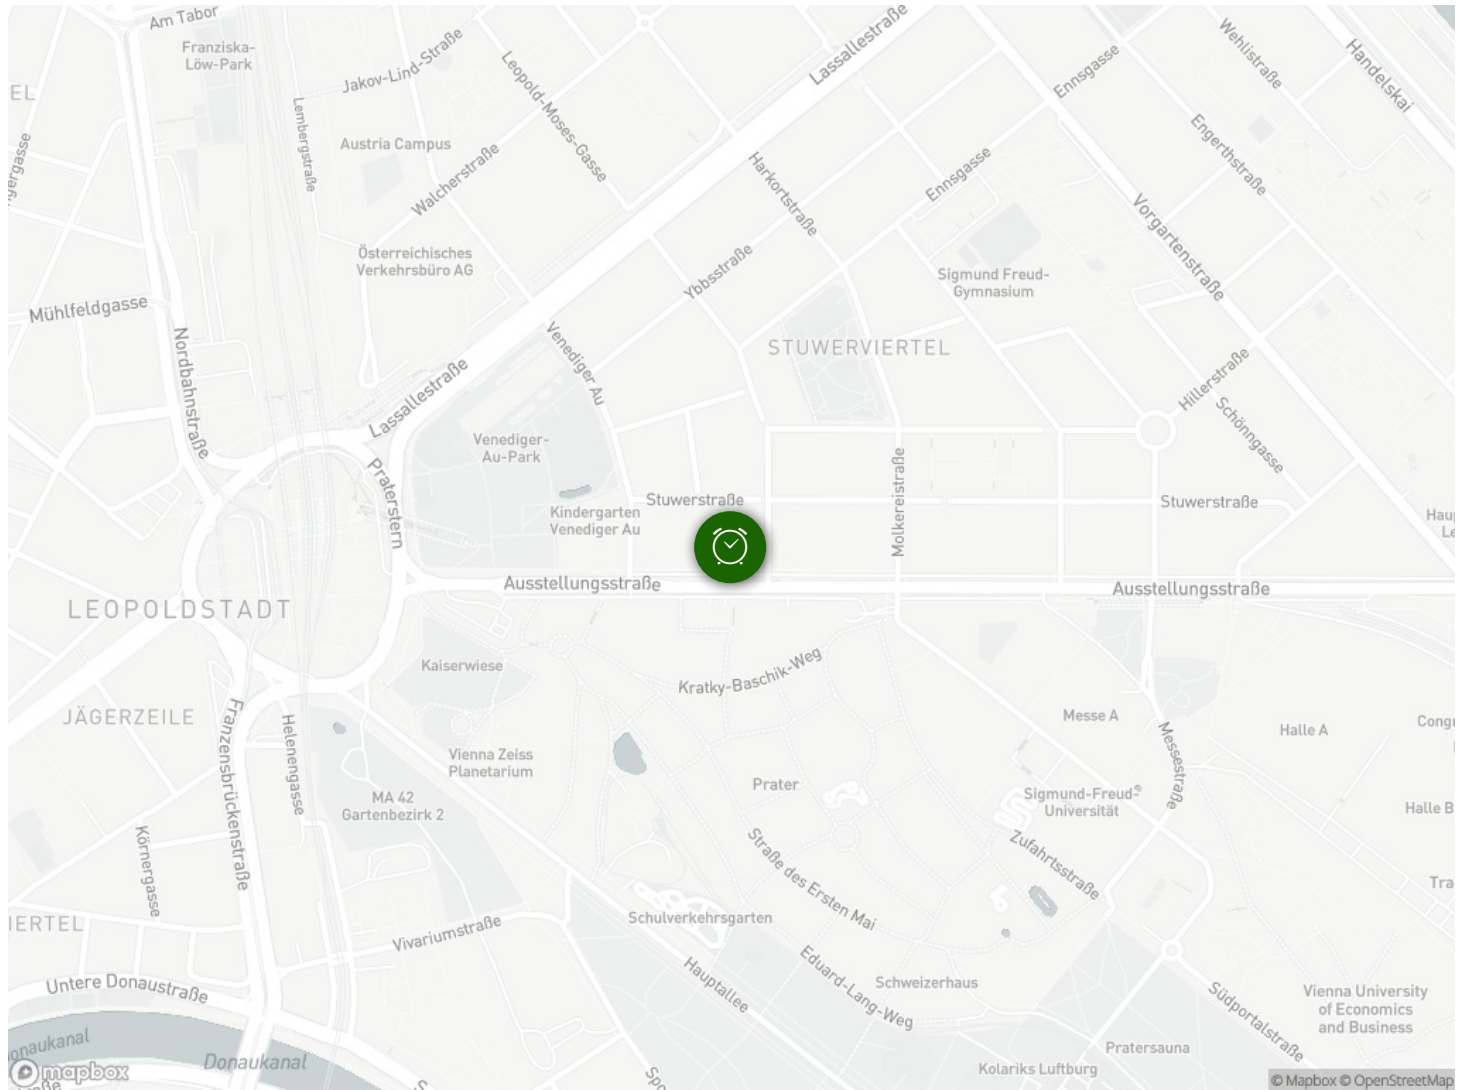 Am Tabor
Franziska-
Löw-Park
Jakov-Lind-Straße
Leopold-Moses-Gasse
Lassallestraße
Ennsgasse
Wehlistraße
Handelskai
EL
Lembergstraße
Austria Campus
Walcherstraße
Harkortstraße
Ennsgasse
Engerthstraße
Vorgartenstraße
Österreichisches
Verkehrsbüro AG
Ybbsstraße
Sigmund Freud-
Gymnasium
Mühlfeldgasse
Nordbahnstraße
Venediger Au
STUWERVIERTEL
Hillerstraße
Schönngasse
Lassallestraße
Venediger-
Au-Park
Praterstern
Molkereistraße
Stuwerstraße
Stuwerstraße
Kindergarten
Venediger Au
Ausstellungsstraße
Ausstellungsstraße
LEOPOLDSTADT
Kaiserwiese
Kratky-Baschik-Weg
JÄGERZEILE
Franzensbrückenstraße
Helenengasse
Messe A
Messestraße
Halle A
Vienna Zeiss
Planetarium
MA 42
Gartenbezirk 2
Prater
Sigmund-Freud-
Universität
Halle B
Körnergasse
Straße des Ersten Mai
Zufahrtsstraße
IERTEL
Vivariumstraße
Schulverkehrsgarten
Hauptallee
Eduard-Lang-Weg
Schweizerhaus
Untere Donaustraße
Südportalstraße
Vienna University
of Economics
and Business
Donaukanal
Pratersauna
Kolariks Luftburg
mapbox
© Mapbox © OpenStreetMap